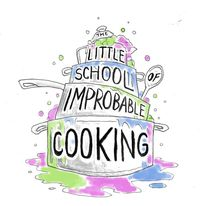 THE
LITTLE
SCHOOL OF
IMPROBABLE
COOKING